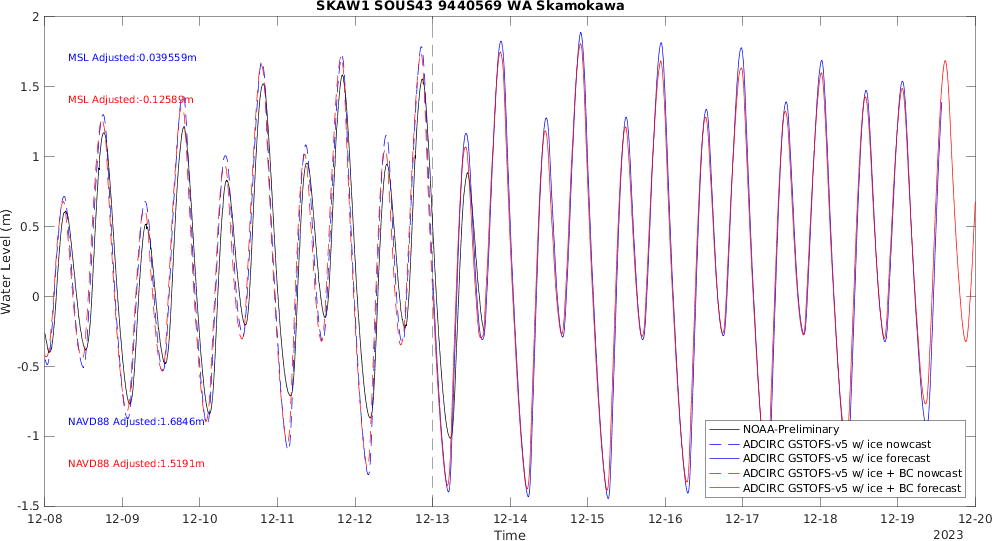 SKAW1 SOUS43 9440569 WA Skamokawa
2
1.5
1
0.5
0
-0.5
-1
-1.5
Water Level (m)
MSL Adjusted:0.039559m
MSL Adjusted:-0.12589m
NAVD88 Adjusted:1.6846m
NAVD88 Adjusted:1.5191m
NOAA-Preliminary
ADCIRC GSTOFS-v5 w/ ice nowcast
ADCIRC GSTOFS-v5 w/ ice forecast
ADCIRC GSTOFS-v5 w/ ice + BC nowcast
ADCIRC GSTOFS-v5 w/ ice + BC forecast
12-08 12-09 12-10 12-11 12-12 12-13 12-14 12-15 12-16 12-17 12-18 12-19 12-20
Time
2023